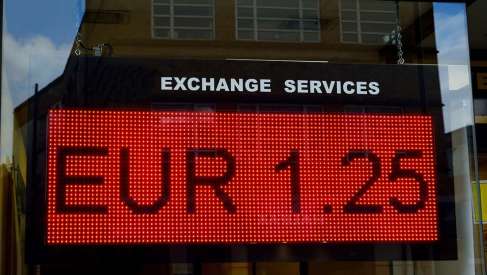 EXCHANGE SERVICES
EUR 1.25